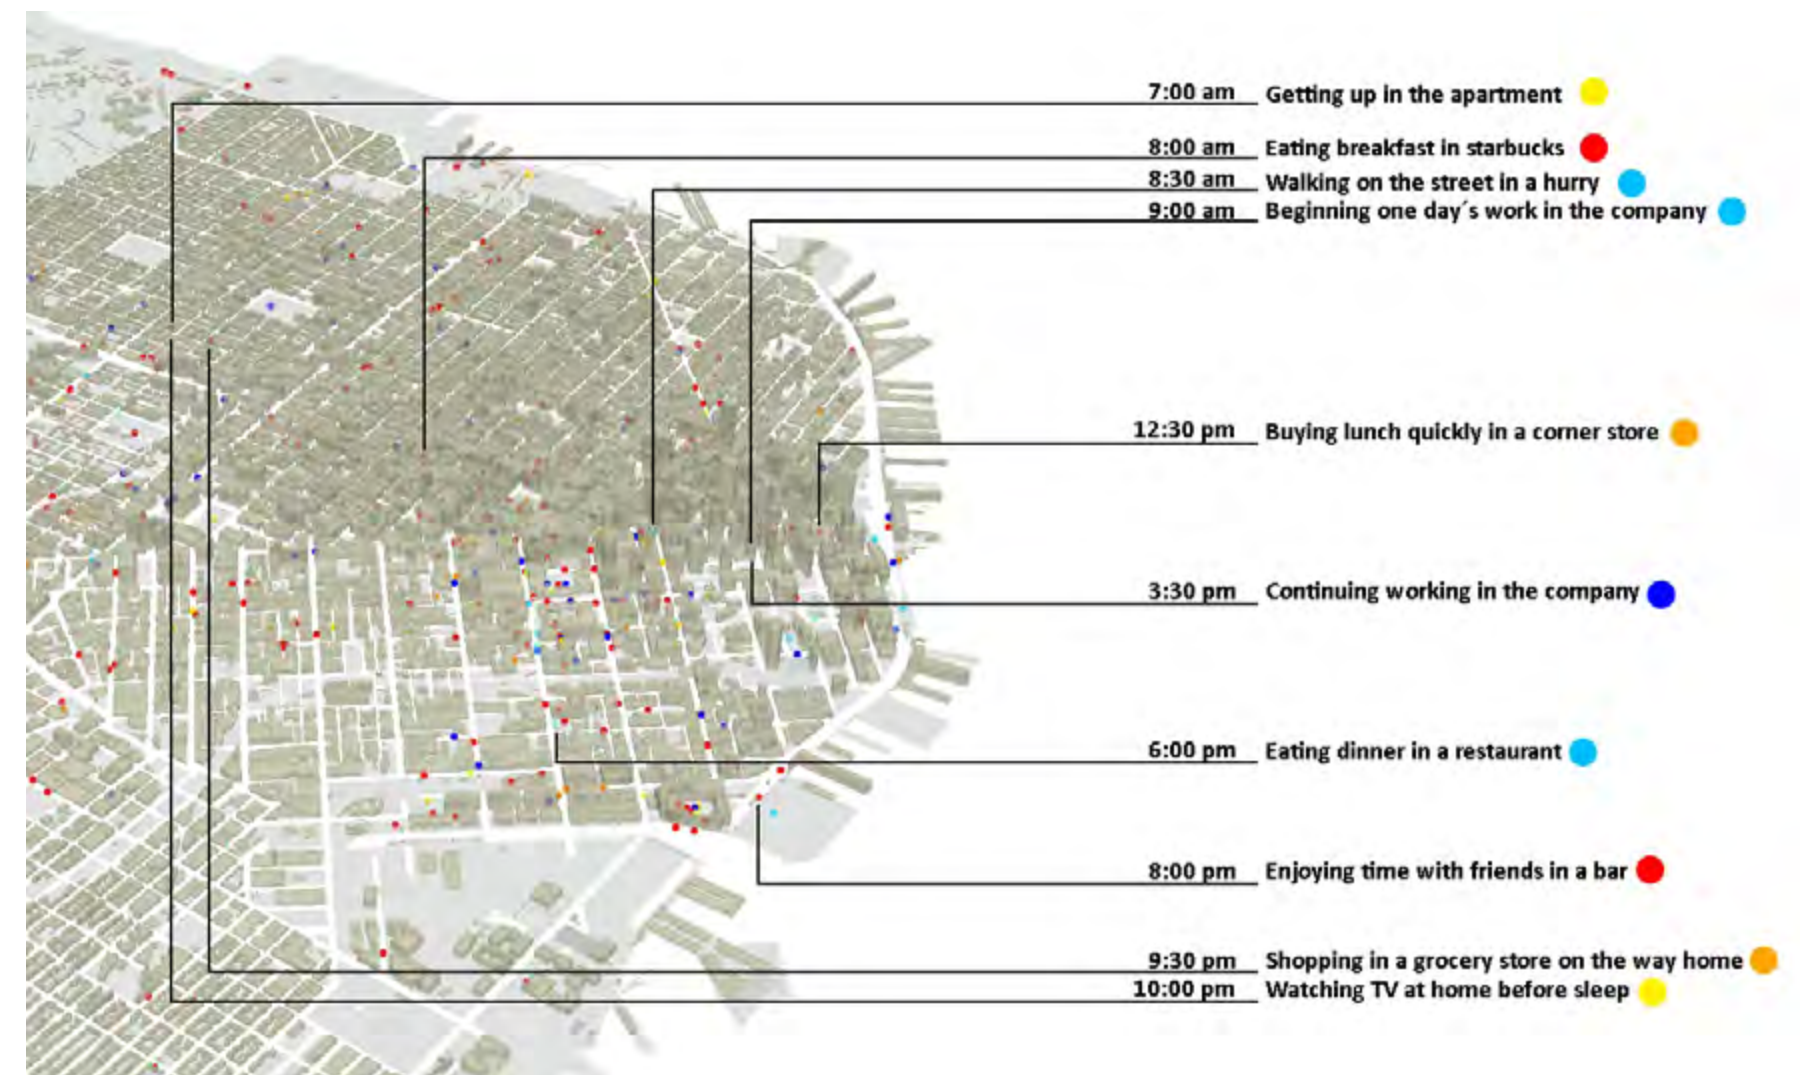 7:00 am Getting up in the apartment
8:00 am Eating breakfast in starbucks
8:30 am Walking on the street in a hurry
9:00 am Beginning one day´s work in the company
12:30 pm Buying lunch quickly in a corner store
3:30 pm Continuing working in the company
6:00 pm Eating dinner in a restaurant
8:00 pm Enjoying time with friends in a bar
9:30 pm Shopping in a grocery store on the way home
10:00 pm Watching TV at home before sleep